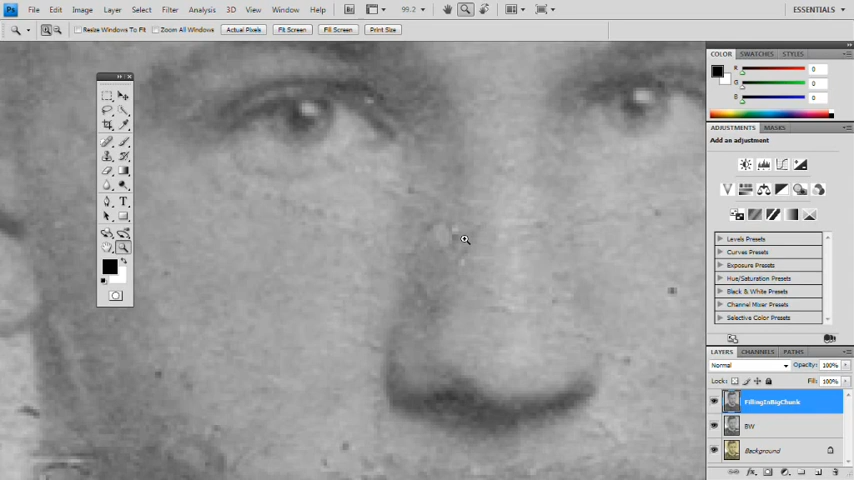 Ps File Edit Image Layer Select Filter Analysis 3D View Window Help Br 99.2 ESSENTIALS
Resize Windows To Fit Zoom All Windows Actual Pixels Fit Screen Fill Screen Print Size
COLOR SWATCHES STYLES
R 0
G 0
B 0
ADJUSTMENTS MASKS
Add an adjustment
Levels Presets
Curves Presets
Exposure Presets
Hue/Saturation Presets
Black & White Presets
Channel Mixer Presets
Selective Color Presets
LAYERS CHANNELS PATHS
Normal Opacity: 100%
Lock: Fill: 100%
FillingInBigChunk
BW
Background